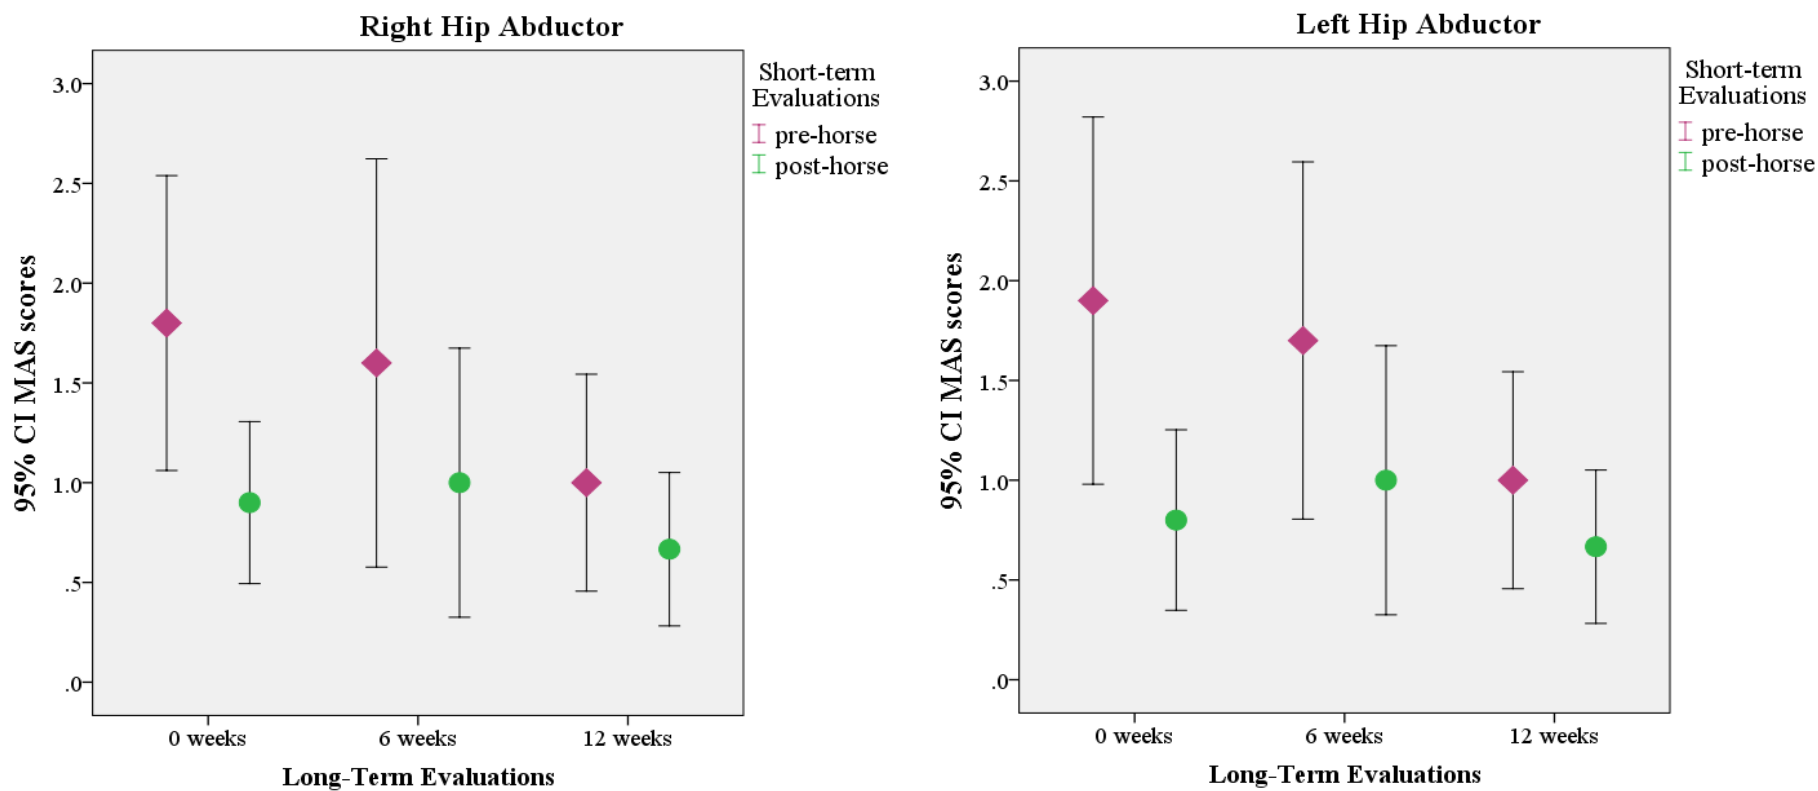 Right Hip Abductor
3.0
2.5
2.0
1.5
1.0
.5
.0
95% CI MAS scores
0 weeks
6 weeks
12 weeks
Long-Term Evaluations
Short-term
Evaluations
pre-horse
post-horse
Left Hip Abductor
3.0
2.5
2.0
1.5
1.0
.5
.0
95% CI MAS scores
0 weeks
6 weeks
12 weeks
Long-Term Evaluations
Short-term
Evaluations
pre-horse
post-horse